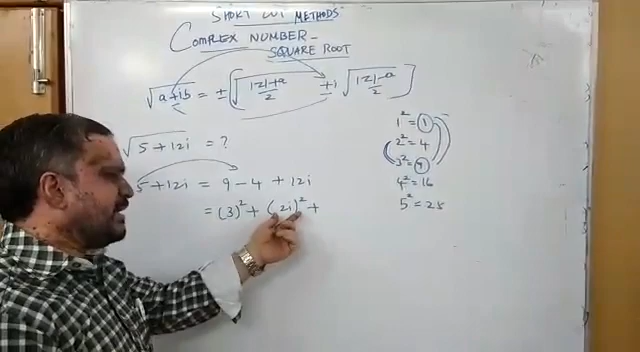 SHORT CUT METHODS
COMPLEX NUMBER -
SQUARE ROOT
√(a+ib) = ± [√((|z|+a)/2) ± i √((|z|-a)/2)]
√(5+12i) = ?
5+12i = 9 - 4 + 12i
= (3)² + (2i)² +
1² = 1
2² = 4
3² = 9
4² = 16
5² = 25